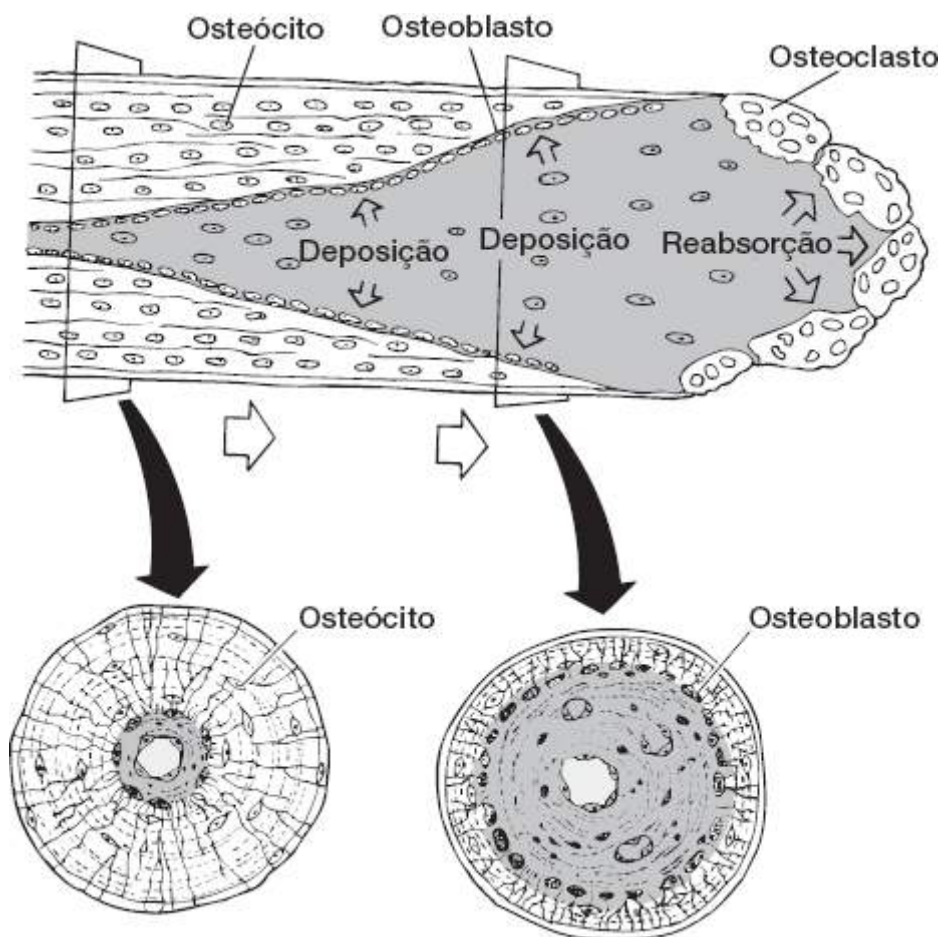 Osteócito
Osteoblasto
Osteoclasto
Deposição
Deposição
Reabsorção
Osteócito
Osteoblasto